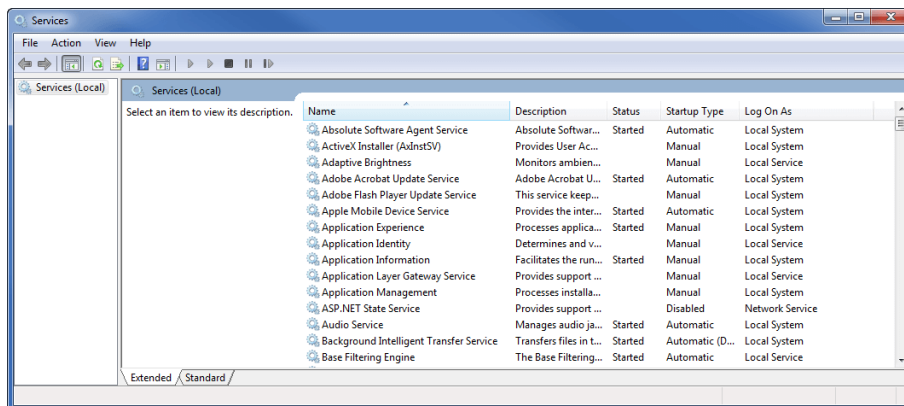 Services
File Action View Help
Services (Local)
Services (Local)
Select an item to view its description.
Name Description Status Startup Type Log On As
Absolute Software Agent Service Absolute Softwar... Started Automatic Local System
ActiveX Installer (AxInstSV) Provides User Ac... Manual Local System
Adaptive Brightness Monitors ambien... Manual Local Service
Adobe Acrobat Update Service Adobe Acrobat U... Started Automatic Local System
Adobe Flash Player Update Service This service keep... Manual Local System
Apple Mobile Device Service Provides the inter... Started Automatic Local System
Application Experience Processes applica... Started Manual Local System
Application Identity Determines and v... Manual Local Service
Application Information Facilitates the run... Started Manual Local System
Application Layer Gateway Service Provides support ... Manual Local Service
Application Management Processes installa... Manual Local System
ASP.NET State Service Provides support ... Disabled Network Service
Audio Service Manages audio ja... Started Automatic Local System
Background Intelligent Transfer Service Transfers files in t... Started Automatic (D... Local System
Base Filtering Engine The Base Filtering... Started Automatic Local Service
Extended Standard